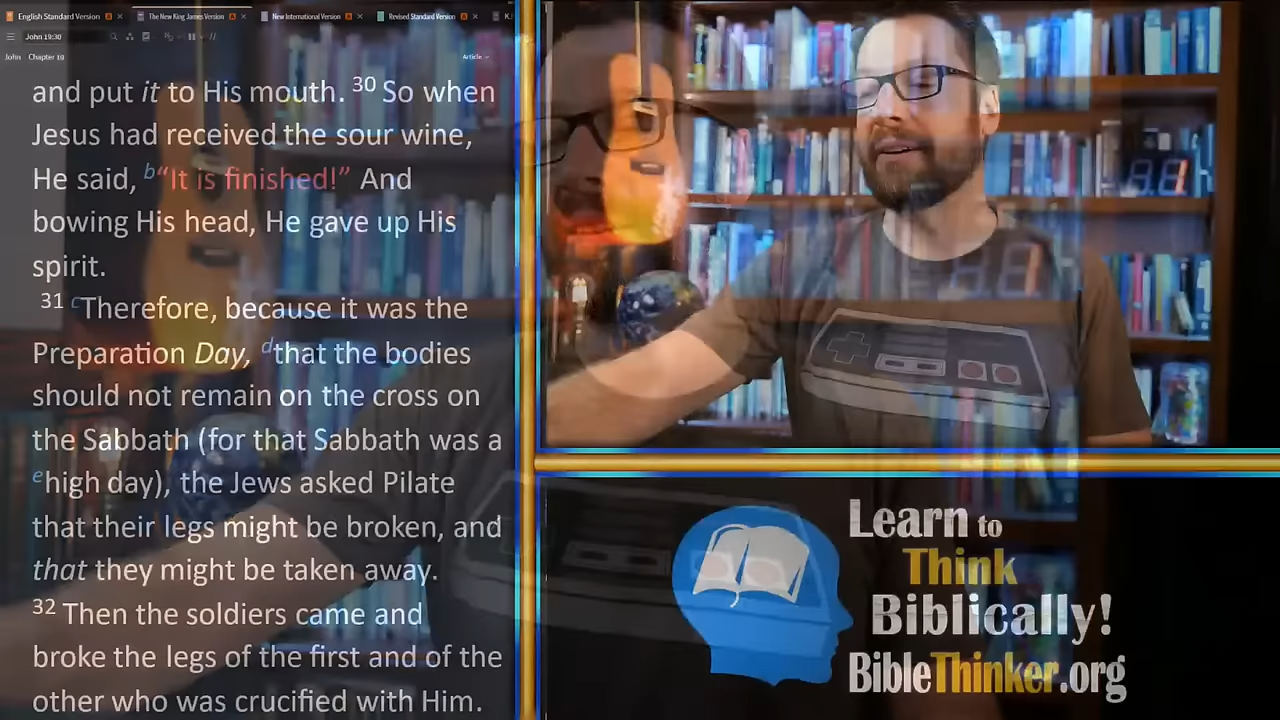 English Standard Version A ×
The New King James Version A ×
New International Version A ×
Revised Standard Version A ×
John 19:30
John Chapter 19
Article
and put it to His mouth. 30 So when
Jesus had received the sour wine,
He said, b“It is finished!” And
bowing His head, He gave up His
spirit.
31 cTherefore, because it was the
Preparation Day, dthat the bodies
should not remain on the cross on
the Sabbath (for that Sabbath was a
ehigh day), the Jews asked Pilate
that their legs might be broken, and
that they might be taken away.
32 Then the soldiers came and
broke the legs of the first and of the
other who was crucified with Him.
Learn to
Think
Biblically!
BibleThinker.org